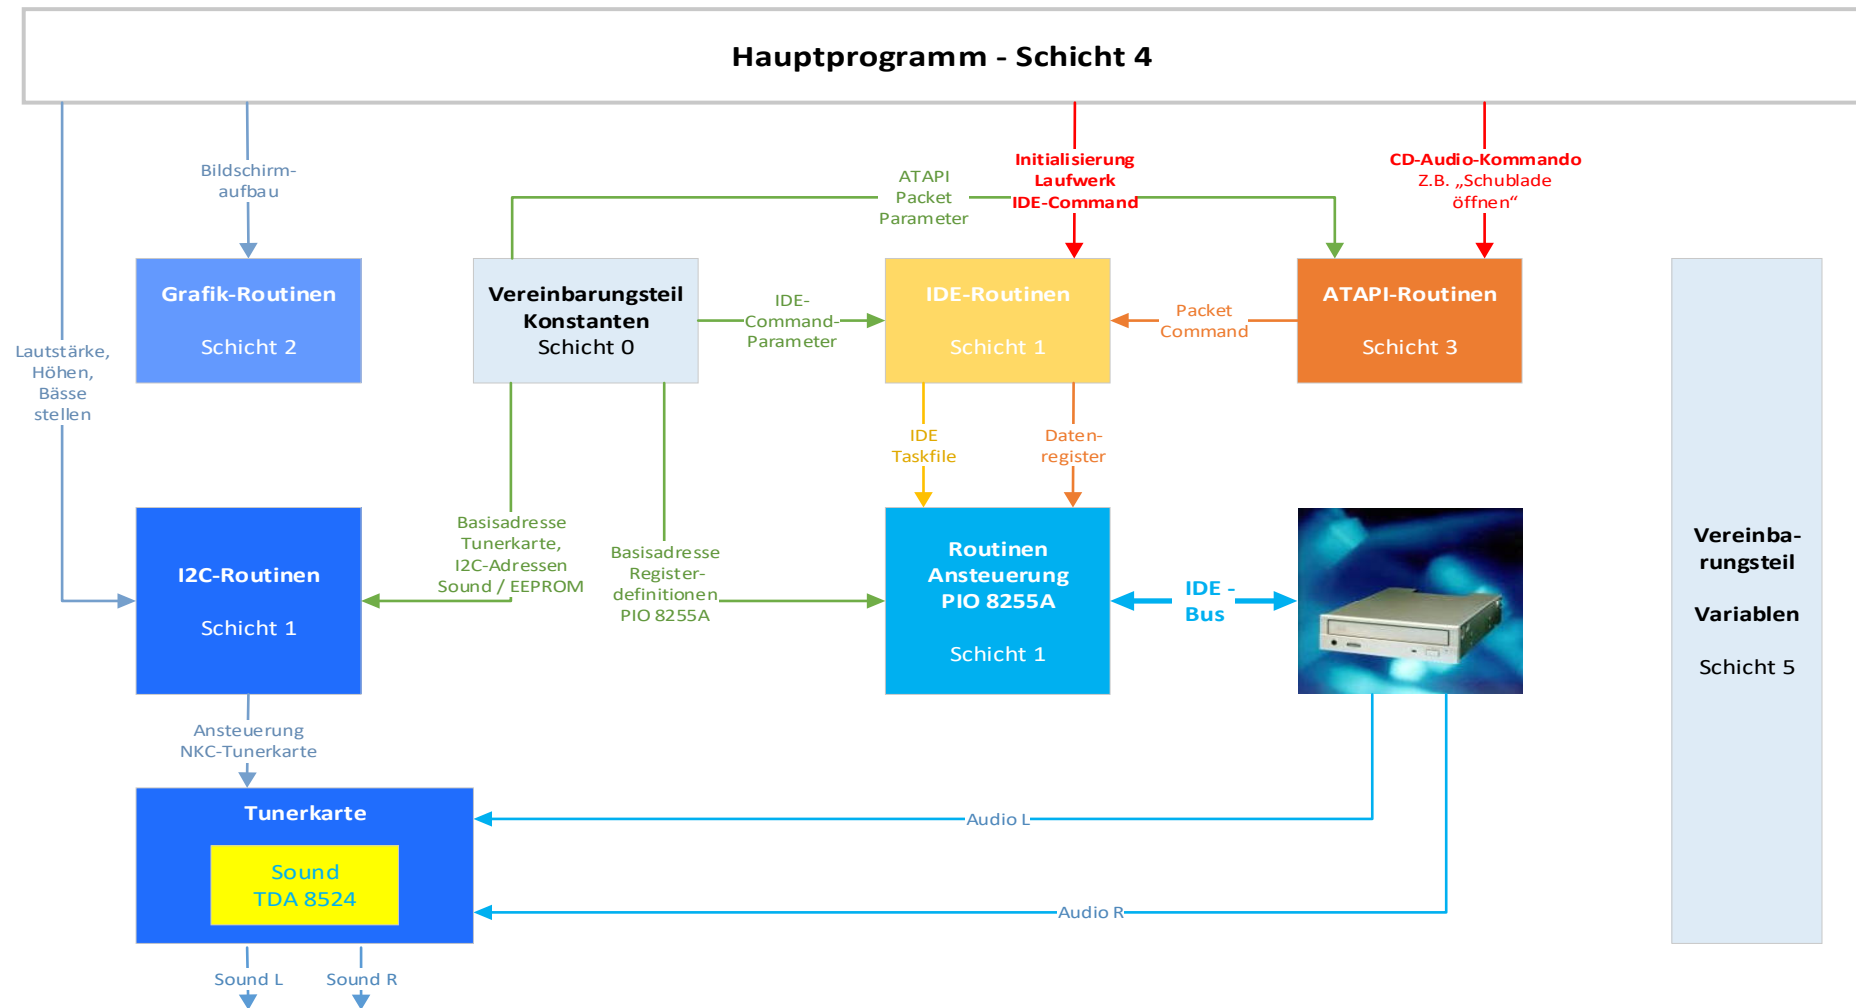 Hauptprogramm - Schicht 4
Bildschirm-
aufbau
ATAPI
Packet
Parameter
Initialisierung
Laufwerk
IDE-Command
CD-Audio-Kommando
Z.B. „Schublade
öffnen“
Grafik-Routinen
Schicht 2
Vereinbarungsteil
Konstanten
Schicht 0
IDE-
Command-
Parameter
IDE-Routinen
Schicht 1
Packet
Command
ATAPI-Routinen
Schicht 3
Lautstärke,
Höhen,
Bässe
stellen
IDE
Taskfile
Daten-
register
I2C-Routinen
Schicht 1
Basisadresse
Tunerkarte,
I2C-Adressen
Sound / EEPROM
Basisadresse
Register-
definitionen
PIO 8255A
Routinen
Ansteuerung
PIO 8255A
Schicht 1
IDE -
Bus
Vereinba-
rungsteil
Variablen
Schicht 5
Ansteuerung
NKC-Tunerkarte
Tunerkarte
Sound
TDA 8524
Audio L
Audio R
Sound L
Sound R